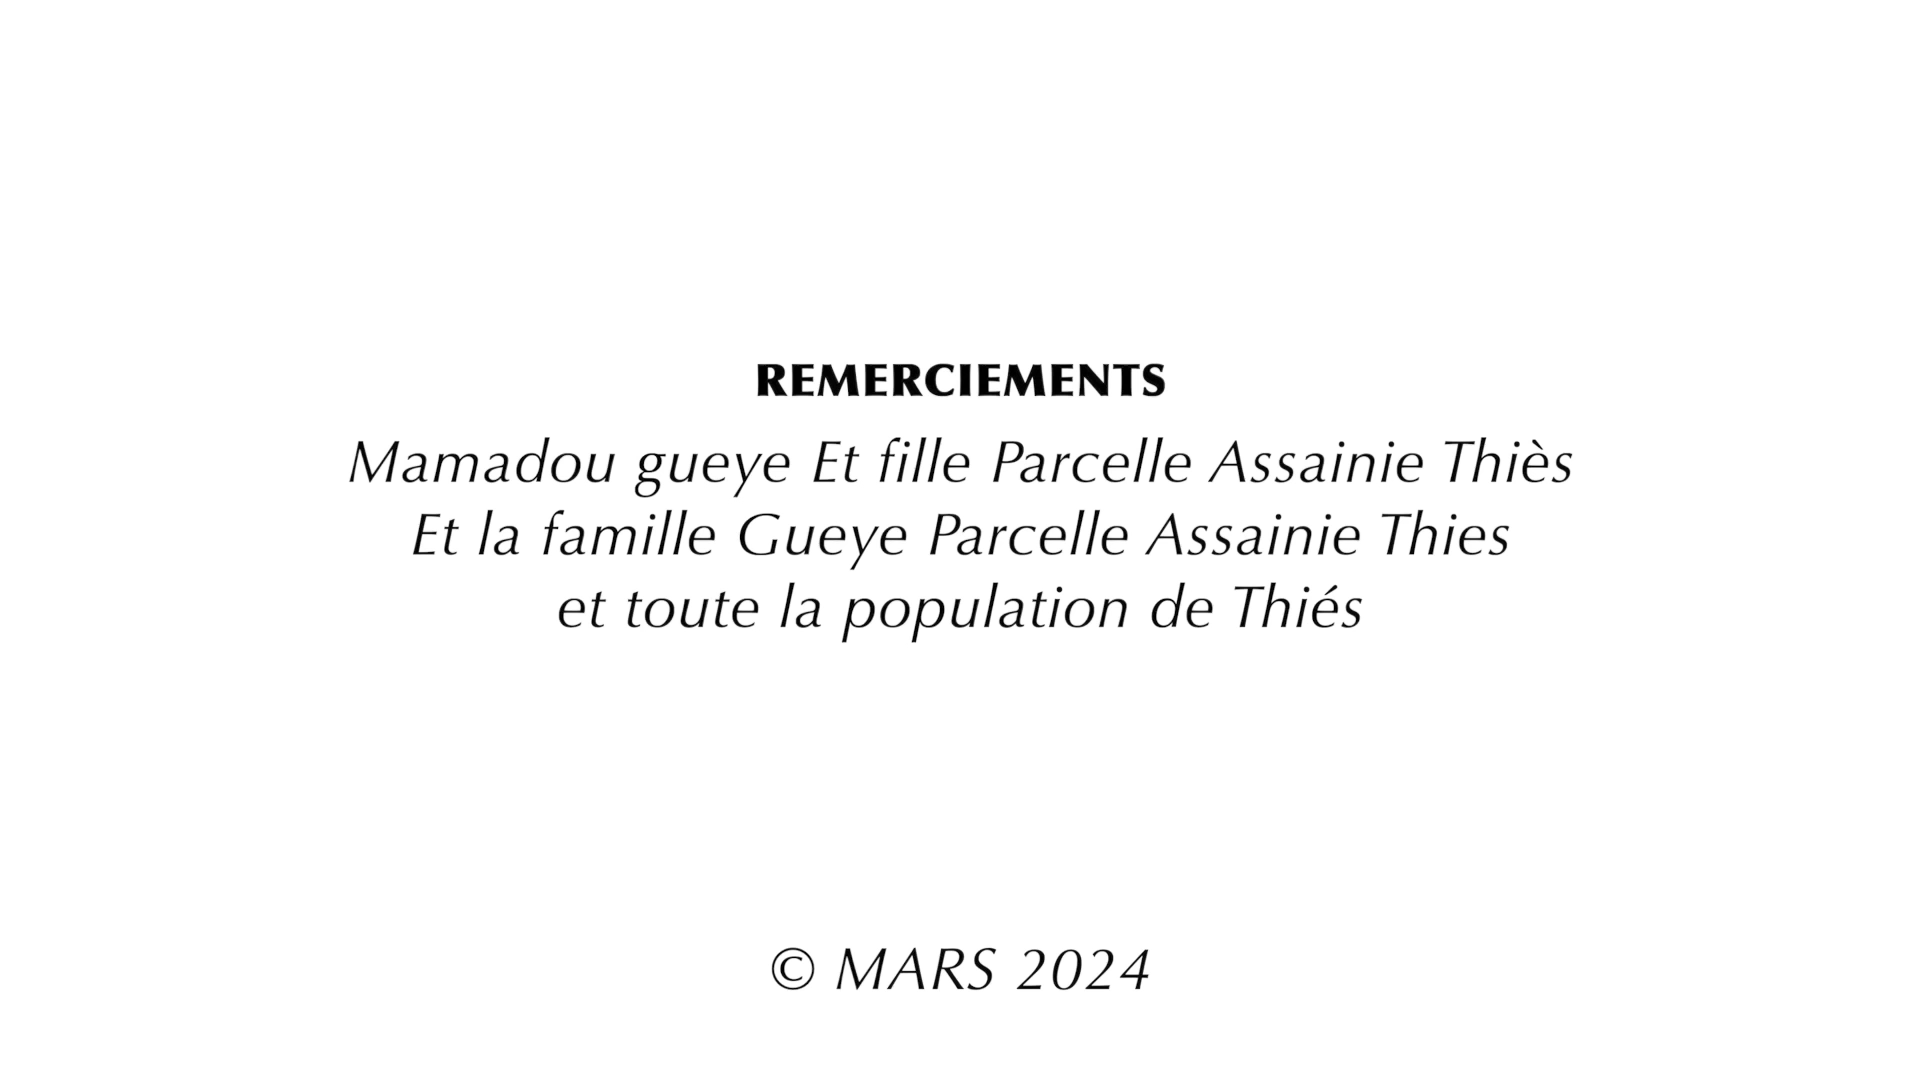 REMERCIEMENTS
Mamadou gueye Et fille Parcelle Assainie Thiès
Et la famille Gueye Parcelle Assainie Thies
et toute la population de Thiés
© MARS 2024